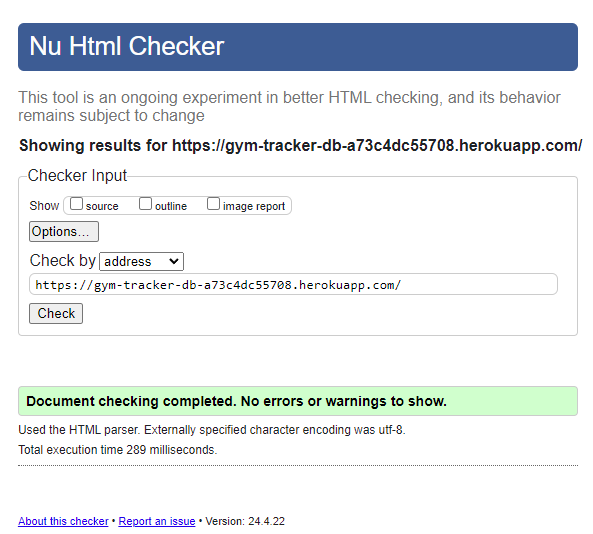 Nu Html Checker
This tool is an ongoing experiment in better HTML checking, and its behavior
remains subject to change
Showing results for https://gym-tracker-db-a73c4dc55708.herokuapp.com/
Checker Input
Show source outline image report
Options...
Check by address
https://gym-tracker-db-a73c4dc55708.herokuapp.com/
Check
Document checking completed. No errors or warnings to show.
Used the HTML parser. Externally specified character encoding was utf-8.
Total execution time 289 milliseconds.
About this checker • Report an issue • Version: 24.4.22